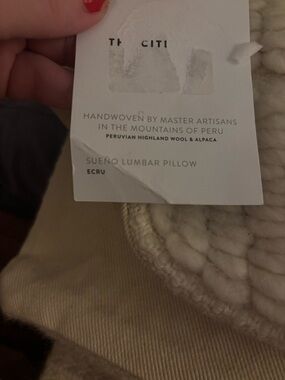 HANDWOVEN BY MASTER ARTISANS
IN THE MOUNTAINS OF PERU
PERUVIAN HIGHLAND WOOL & ALPACA
SUEÑO LUMBAR PILLOW
ECRU